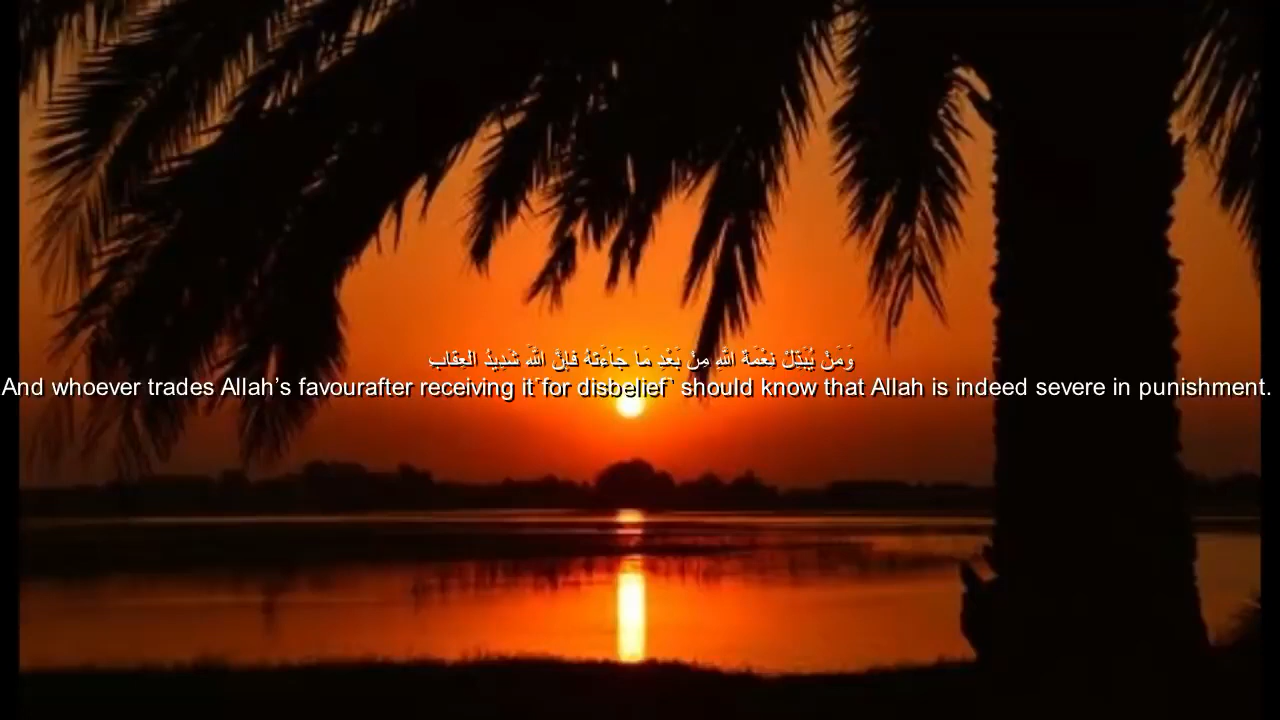 وَمَنْ يُبَدِّلْ نِعْمَةَ اللَّهِ مِنْ بَعْدِ مَا جَاءَتْهُ فَإِنَّ اللَّهَ شَدِيدُ الْعِقَابِ
And whoever trades Allah’s favourafter receiving it˹for disbelief˺ should know that Allah is indeed severe in punishment.